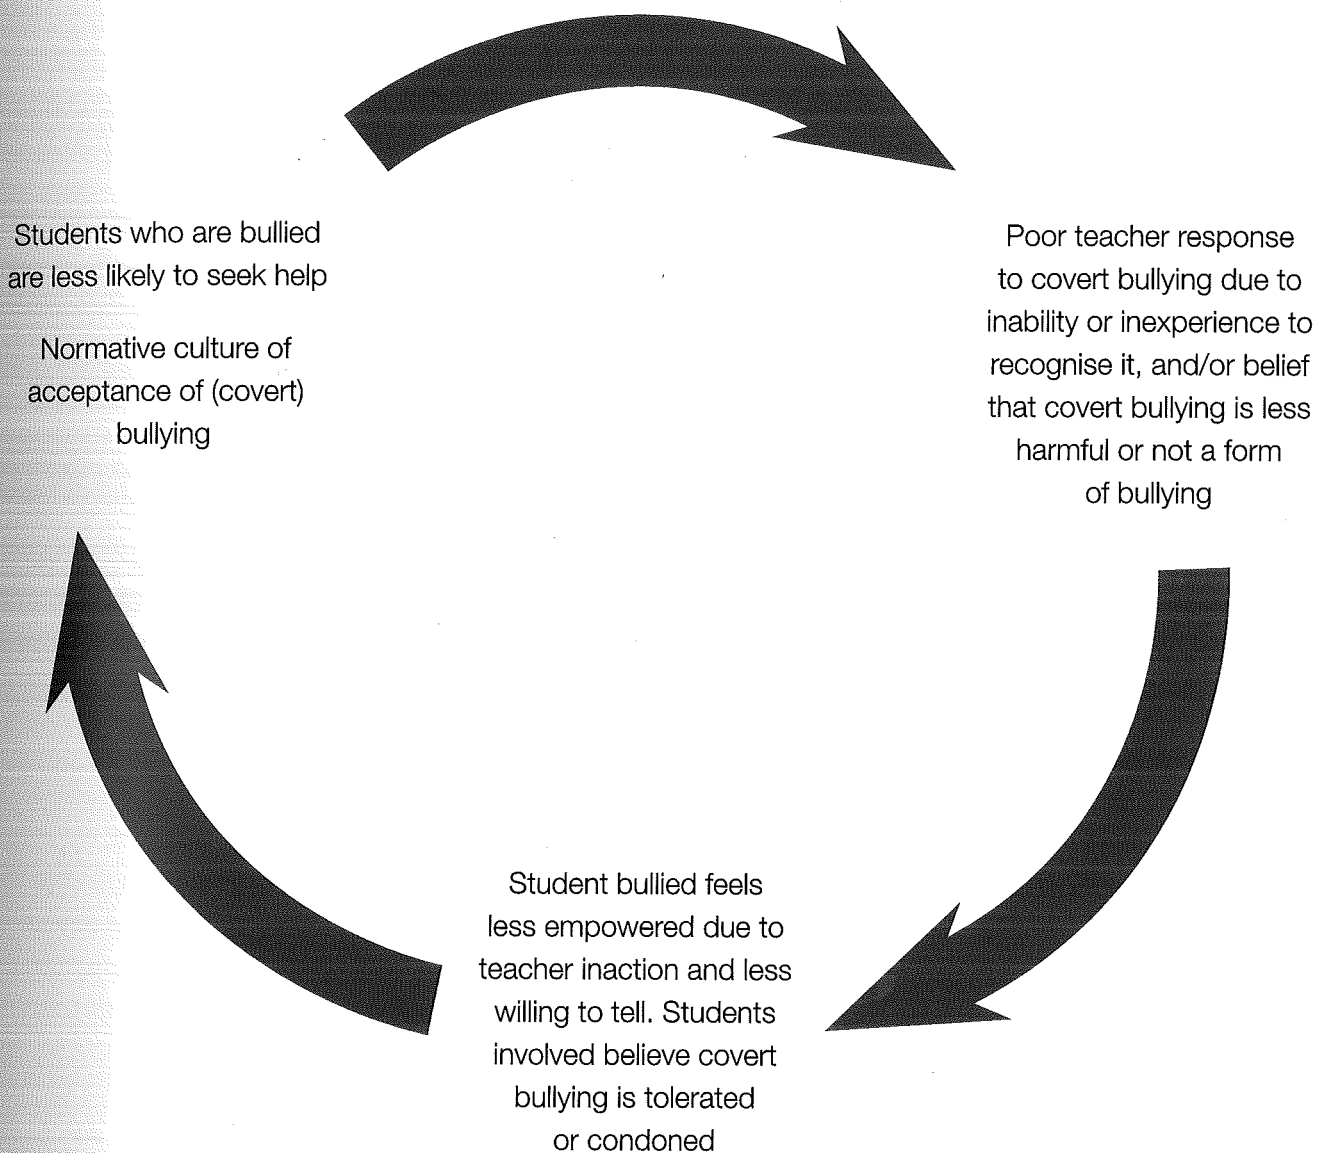 Students who are bullied
are less likely to seek help
Normative culture of
acceptance of (covert)
bullying
Poor teacher response
to covert bullying due to
inability or inexperience to
recognise it, and/or belief
that covert bullying is less
harmful or not a form
of bullying
Student bullied feels
less empowered due to
teacher inaction and less
willing to tell. Students
involved believe covert
bullying is tolerated
or condoned